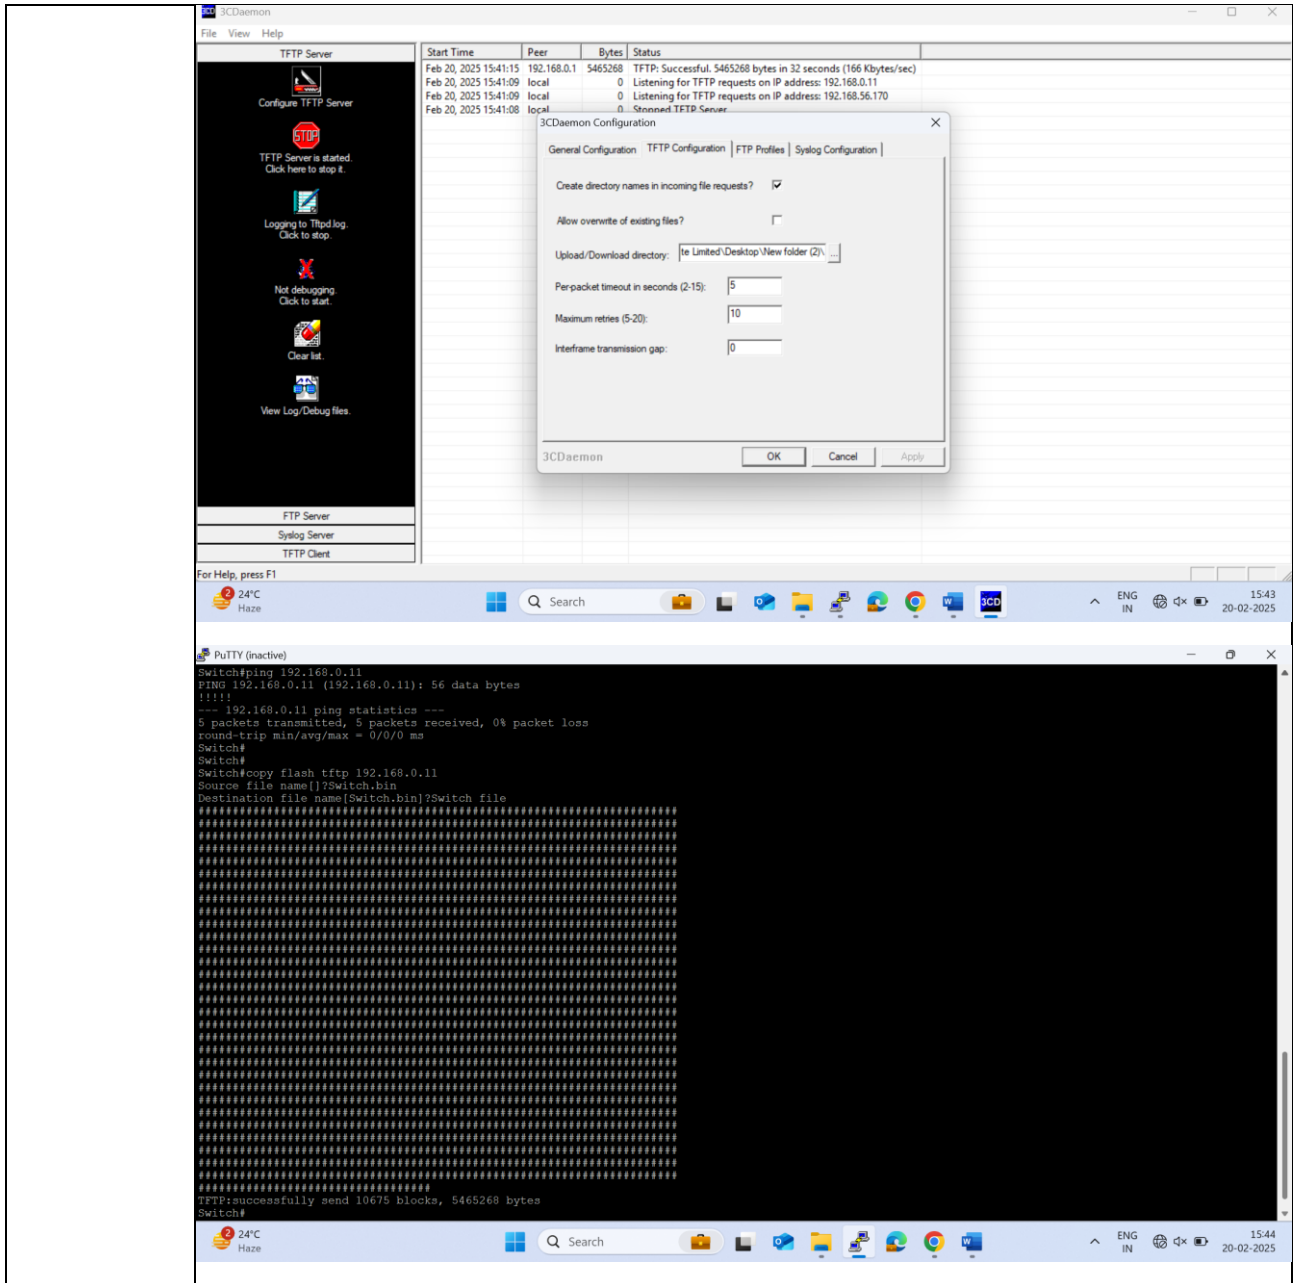 3CDaemon
File View Help
TFTP Server
Configure TFTP Server
STOP
TFTP Server is started.
Click here to stop it.
Logging to Tftpd.log.
Click to stop.
Not debugging.
Click to start.
Clear list.
View Log/Debug files.
FTP Server
Syslog Server
TFTP Client
Start Time Peer Bytes Status
Feb 20, 2025 15:41:15 192.168.0.1 5465268 TFTP: Successful. 5465268 bytes in 32 seconds (166 Kbytes/sec)
Feb 20, 2025 15:41:09 local 0 Listening for TFTP requests on IP address: 192.168.0.11
Feb 20, 2025 15:41:09 local 0 Listening for TFTP requests on IP address: 192.168.56.170
Feb 20, 2025 15:41:08 local 0 Stopped TFTP Server
3CDaemon Configuration
General Configuration TFTP Configuration FTP Profiles Syslog Configuration
Create directory names in incoming file requests?
Allow overwrite of existing files?
Upload/Download directory: te Limited\Desktop\New folder (2)\ ...
Per-packet timeout in seconds (2-15): 5
Maximum retries (5-20): 10
Interframe transmission gap: 0
3CDaemon OK Cancel Apply
For Help, press F1
2 24°C
Haze
Search
3CD
ENG
IN
15:43
20-02-2025
PuTTY (inactive)
Switch#ping 192.168.0.11
PING 192.168.0.11 (192.168.0.11): 56 data bytes
!!!!!
--- 192.168.0.11 ping statistics ---
5 packets transmitted, 5 packets received, 0% packet loss
round-trip min/avg/max = 0/0/0 ms
Switch#
Switch#
Switch#copy flash tftp 192.168.0.11
Source file name[]?Switch.bin
Destination file name[Switch.bin]?Switch file
TFTP:successfully send 10675 blocks, 5465268 bytes
Switch#
2 24°C
Haze
Search
ENG
IN
15:44
20-02-2025